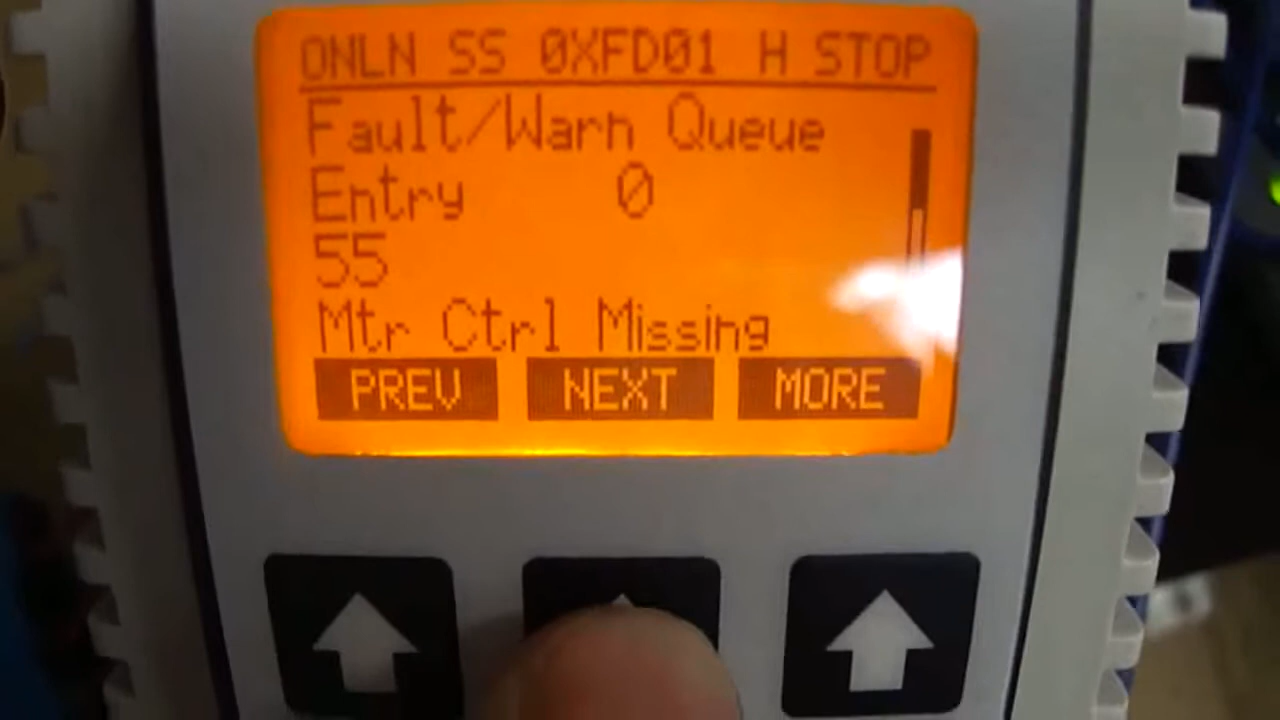 ONLN SS 0XFD01 H STOP
Fault/Warn Queue
Entry 0
55
Mtr Ctrl Missing
PREV NEXT MORE